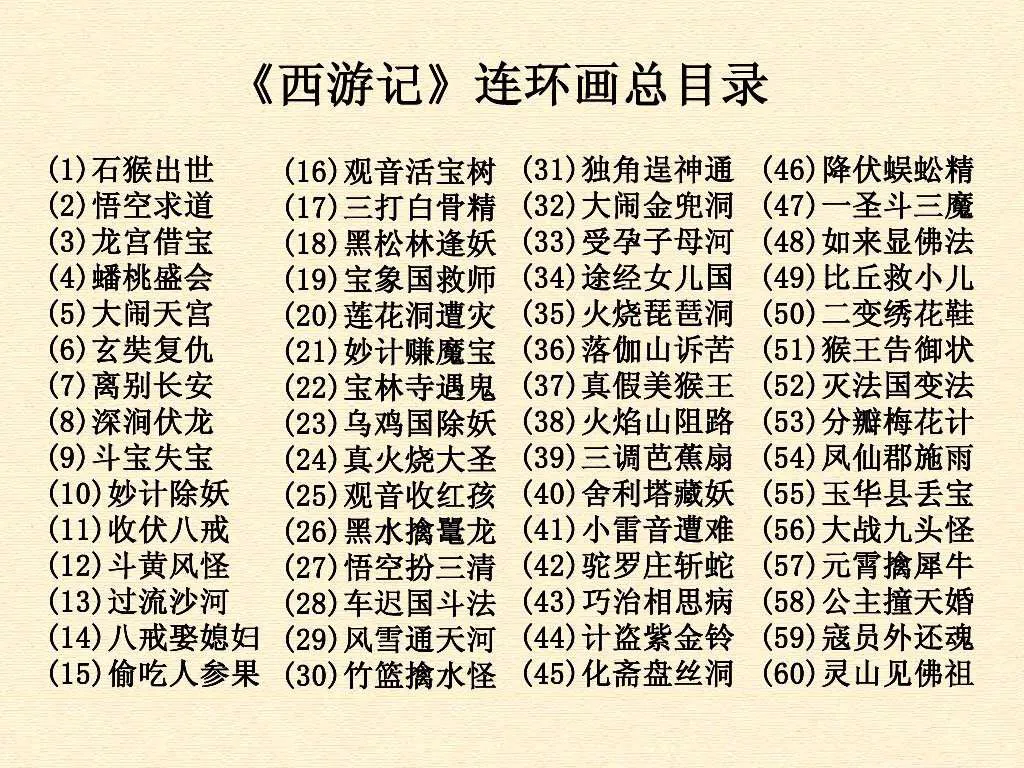 《西游记》连环画总目录
(1)石猴出世
(2)悟空求道
(3)龙宫借宝
(4)蟠桃盛会
(5)大闹天宫
(6)玄奘复仇
(7)离别长安
(8)深涧伏龙
(9)斗宝失宝
(10)妙计除妖
(11)收伏八戒
(12)斗黄风怪
(13)过流沙河
(14)八戒娶媳妇
(15)偷吃人参果
(16)观音活宝树
(17)三打白骨精
(18)黑松林逢妖
(19)宝象国救师
(20)莲花洞遭灾
(21)妙计赚魔宝
(22)宝林寺遇鬼
(23)乌鸡国除妖
(24)真火烧大圣
(25)观音收红孩
(26)黑水擒鼍龙
(27)悟空扮三清
(28)车迟国斗法
(29)风雪通天河
(30)竹篮擒水怪
(31)独角逞神通
(32)大闹金兜洞
(33)受孕子母河
(34)途经女儿国
(35)火烧琵琶洞
(36)落伽山诉苦
(37)真假美猴王
(38)火焰山阻路
(39)三调芭蕉扇
(40)舍利塔藏妖
(41)小雷音遭难
(42)驼罗庄斩蛇
(43)巧治相思病
(44)计盗紫金铃
(45)化斋盘丝洞
(46)降伏蜈蚣精
(47)一圣斗三魔
(48)如来显佛法
(49)比丘救小儿
(50)二变绣花鞋
(51)猴王告御状
(52)灭法国变法
(53)分瓣梅花计
(54)凤仙郡施雨
(55)玉华县丢宝
(56)大战九头怪
(57)元霄擒犀牛
(58)公主撞天婚
(59)寇员外还魂
(60)灵山见佛祖